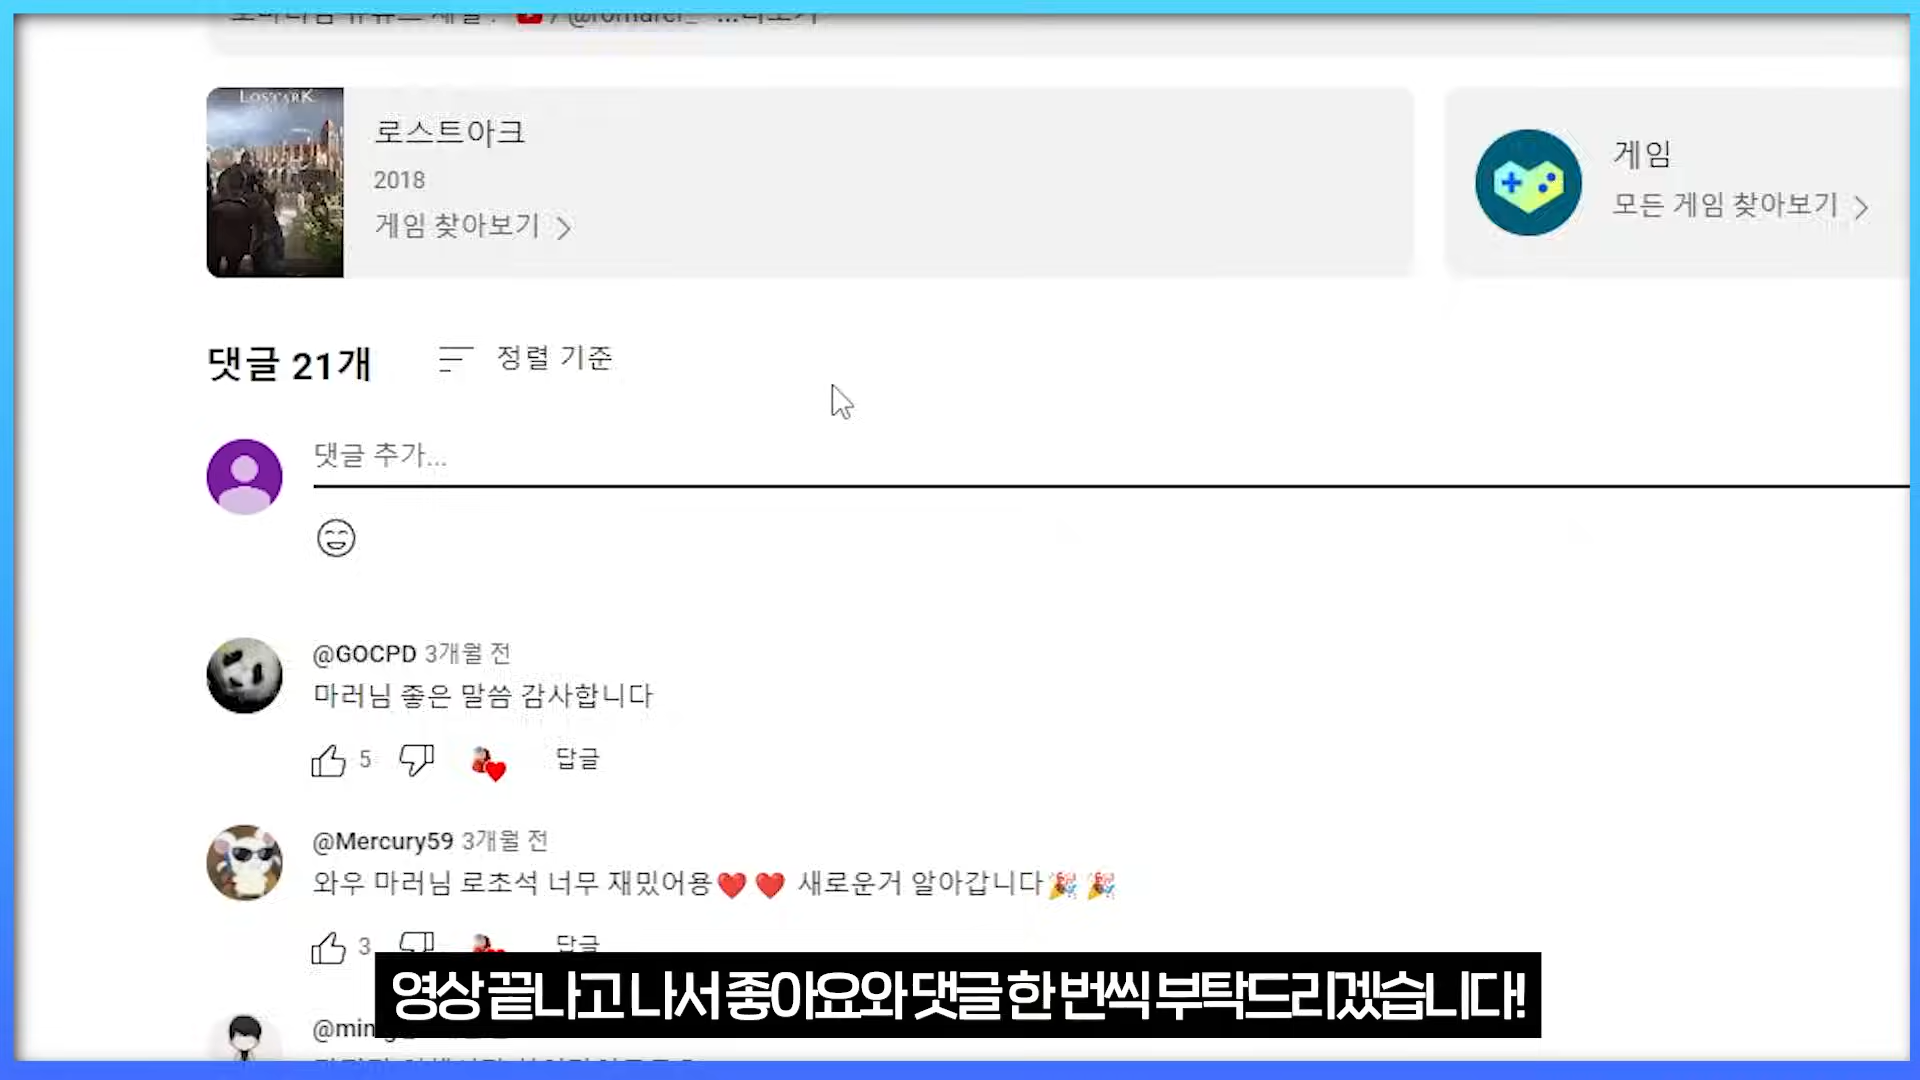 LOST ARK
로스트아크
2018
게임 찾아보기
게임
모든 게임 찾아보기
댓글 21개
정렬 기준
댓글 추가...
@GOCPD 3개월 전
마러님 좋은 말씀 감사합니다
5
답글
@Mercury59 3개월 전
와우 마러님 로초석 너무 재밌어용❤️❤️ 새로운거 알아갑니다🎉🎉
3
답글
영상 끝나고 나서 좋아요와 댓글 한 번씩 부탁드리겠습니다!